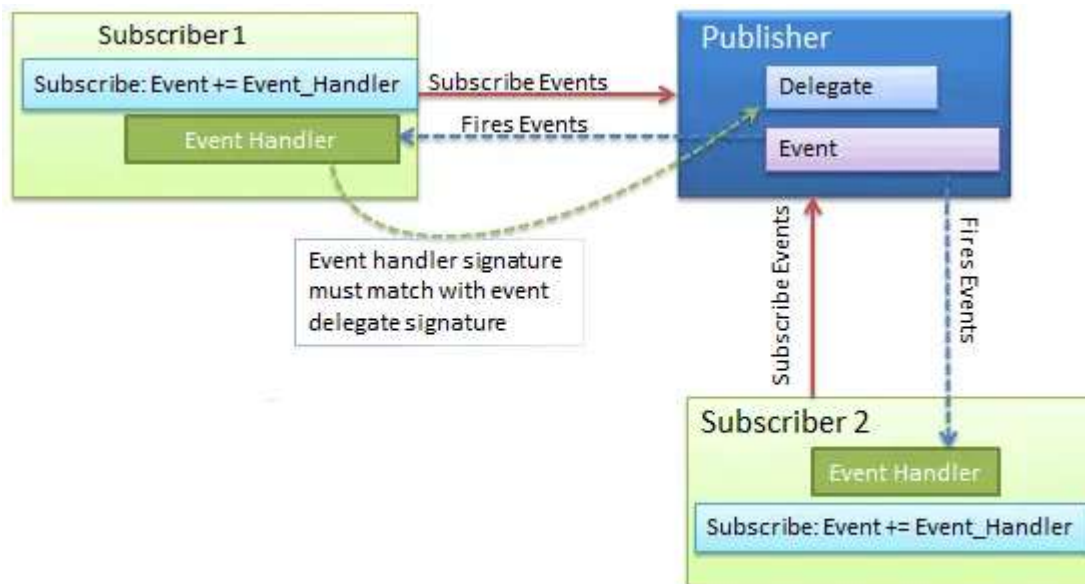 Subscriber 1
Subscribe: Event += Event_Handler
Event Handler
Subscribe Events
Fires Events
Publisher
Delegate
Event
Event handler signature
must match with event
delegate signature
Subscribe Events
Fires Events
Subscriber 2
Event Handler
Subscribe: Event += Event_Handler